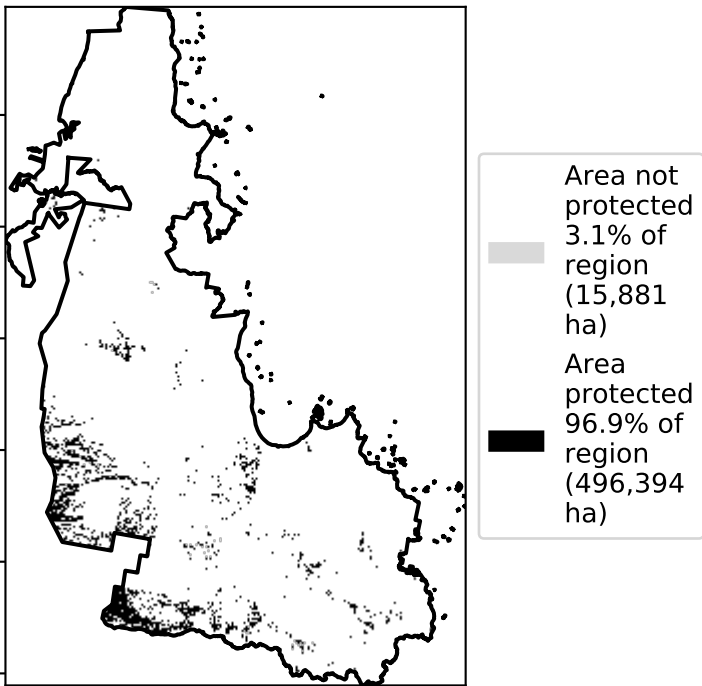 Area not
protected
3.1% of
region
(15,881
ha)
Area
protected
96.9% of
region
(496,394
ha)